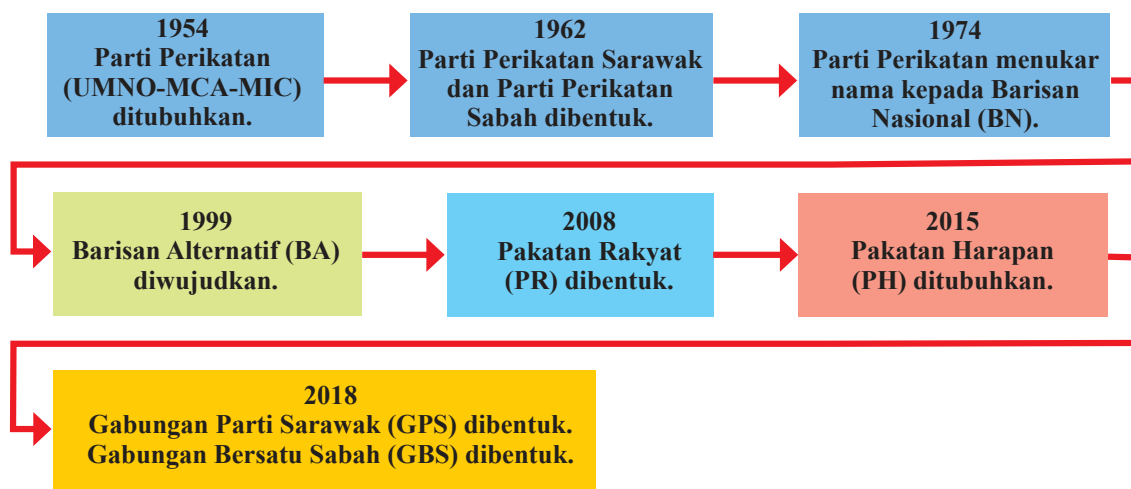 1954
Parti Perikatan
(UMNO-MCA-MIC)
ditubuhkan.
1962
Parti Perikatan Sarawak
dan Parti Perikatan
Sabah dibentuk.
1974
Parti Perikatan menukar
nama kepada Barisan
Nasional (BN).
1999
Barisan Alternatif (BA)
diwujudkan.
2008
Pakatan Rakyat
(PR) dibentuk.
2015
Pakatan Harapan
(PH) ditubuhkan.
2018
Gabungan Parti Sarawak (GPS) dibentuk.
Gabungan Bersatu Sabah (GBS) dibentuk.